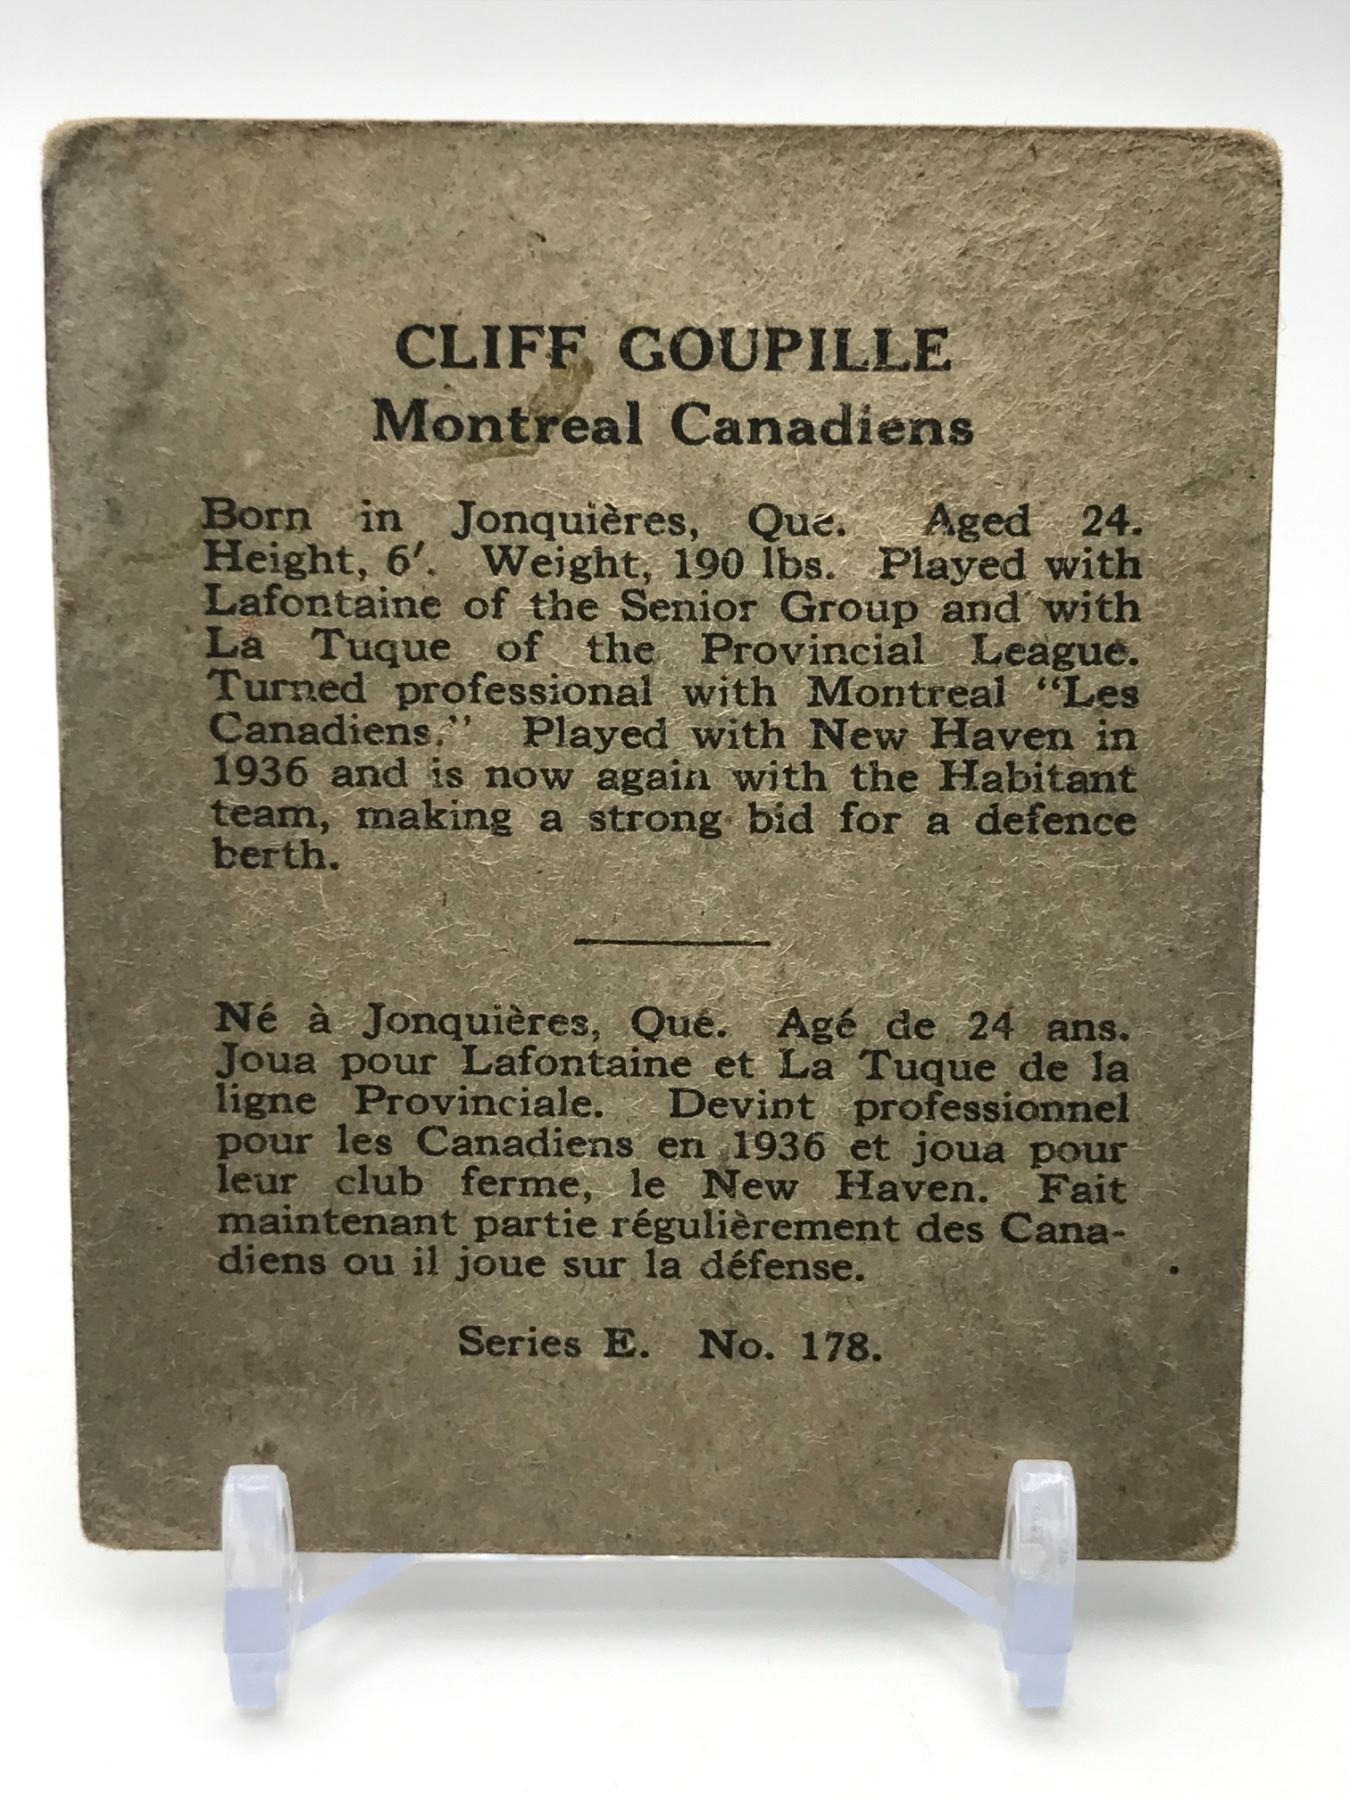 CLIFF GOUPILLE
Montreal Canadiens
Born in Jonquières, Que. Aged 24.
Height, 6′. Weight, 190 lbs. Played with
Lafontaine of the Senior Group and with
La Tuque of the Provincial League.
Turned professional with Montreal “Les
Canadiens.” Played with New Haven in
1936 and is now again with the Habitant
team, making a strong bid for a defence
berth.
Né à Jonquières, Qué. Agé de 24 ans.
Joua pour Lafontaine et La Tuque de la
ligne Provinciale. Devint professionnel
pour les Canadiens en 1936 et joua pour
leur club ferme, le New Haven. Fait
maintenant partie régulièrement des Cana-
diens ou il joue sur la défense.
Series E. No. 178.